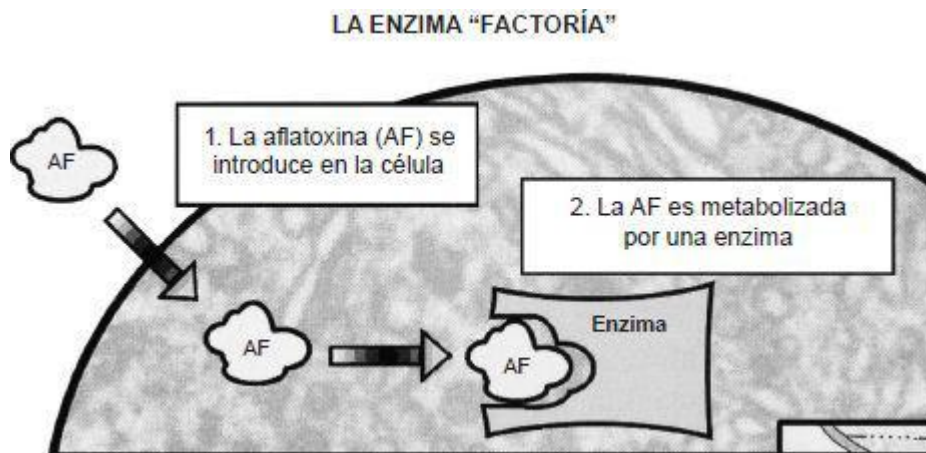 LA ENZIMA “FACTORÍA”
AF
1. La aflatoxina (AF) se
introduce en la célula
2. La AF es metabolizada
por una enzima
AF
AF
Enzima